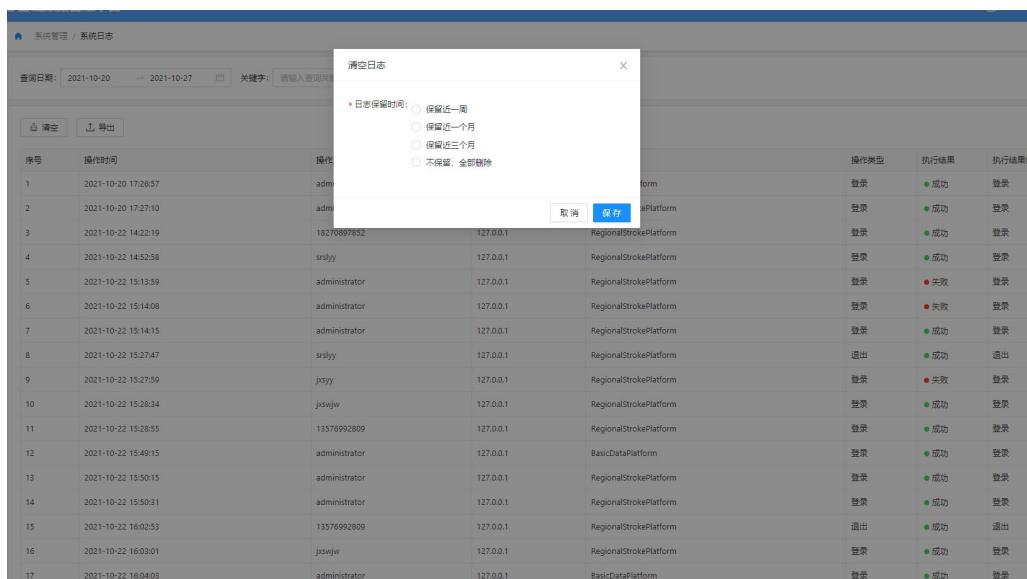 系统管理 / 系统日志
清空日志
查询日期: 2021-10-20 → 2021-10-27 关键字: 请输入查询关
* 日志保留时间:
保留近一周
保留近一个月
保留近三个月
不保留，全部删除
取消 保存
清空 导出
序号 操作时间 操作 操作类型 执行结果 执行结果
1 2021-10-20 17:26:57 admi form 登录 成功 登录
2 2021-10-20 17:27:10 admi ePlatform 登录 成功 登录
3 2021-10-22 14:22:19 18270897852 127.0.0.1 RegionalStrokePlatform 登录 成功 登录
4 2021-10-22 14:52:58 srslyy 127.0.0.1 RegionalStrokePlatform 登录 成功 登录
5 2021-10-22 15:13:59 administrator 127.0.0.1 RegionalStrokePlatform 登录 失败 登录
6 2021-10-22 15:14:08 administrator 127.0.0.1 RegionalStrokePlatform 登录 失败 登录
7 2021-10-22 15:14:15 administrator 127.0.0.1 RegionalStrokePlatform 登录 成功 登录
8 2021-10-22 15:27:47 srslyy 127.0.0.1 RegionalStrokePlatform 退出 成功 退出
9 2021-10-22 15:27:59 jxsyy 127.0.0.1 RegionalStrokePlatform 登录 失败 登录
10 2021-10-22 15:28:34 jxswjw 127.0.0.1 RegionalStrokePlatform 登录 成功 登录
11 2021-10-22 15:28:55 13576992809 127.0.0.1 RegionalStrokePlatform 登录 成功 登录
12 2021-10-22 15:49:15 administrator 127.0.0.1 BasicDataPlatform 登录 成功 登录
13 2021-10-22 15:50:15 administrator 127.0.0.1 RegionalStrokePlatform 登录 成功 登录
14 2021-10-22 15:50:31 administrator 127.0.0.1 RegionalStrokePlatform 登录 成功 登录
15 2021-10-22 16:02:53 13576992809 127.0.0.1 RegionalStrokePlatform 退出 成功 退出
16 2021-10-22 16:03:01 jxswjw 127.0.0.1 RegionalStrokePlatform 登录 成功 登录
17 2021-10-22 16:04:03 administrator 127.0.0.1 BasicDataPlatform 登录 成功 登录